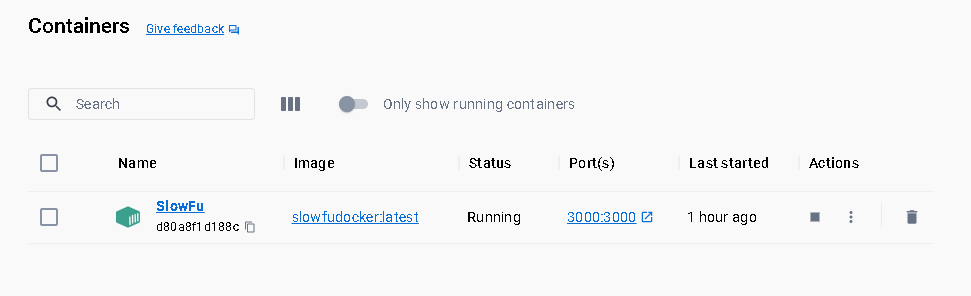 Containers Give feedback
Search Only show running containers
Name Image Status Port(s) Last started Actions
SlowFu
d80a8f1d188c slowfudocker:latest Running 3000:3000 1 hour ago